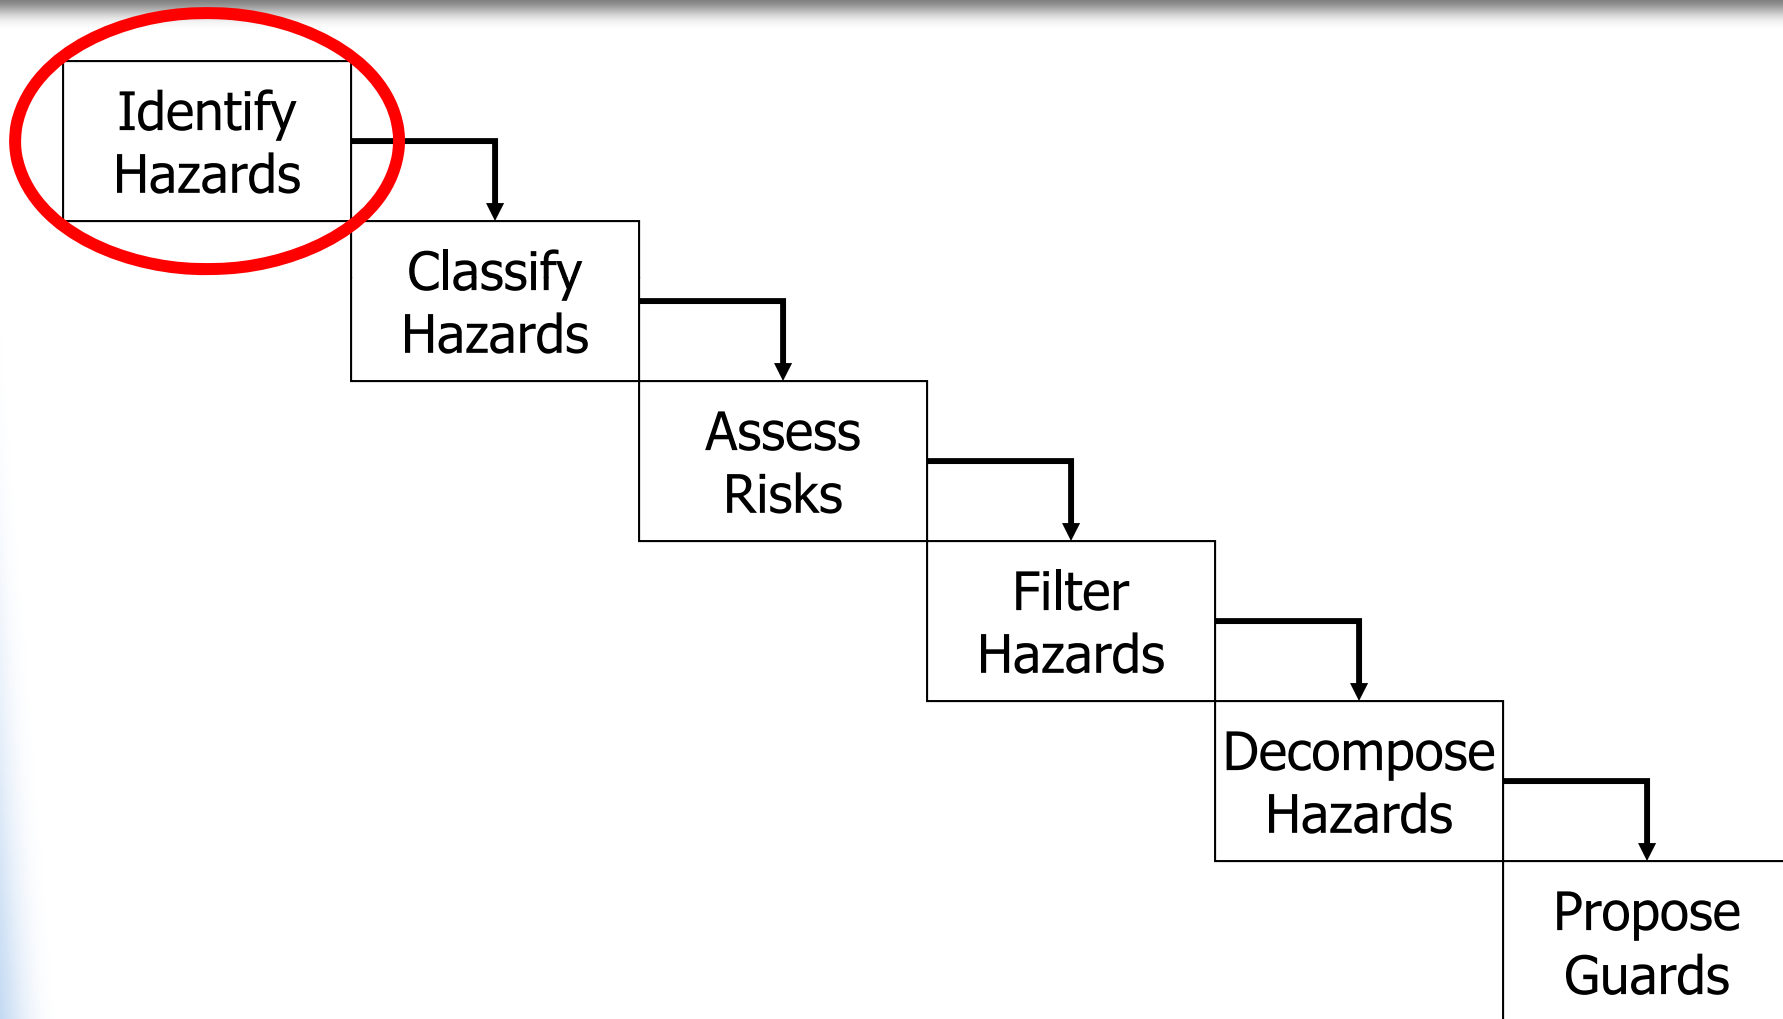 Identify
Hazards
Classify
Hazards
Assess
Risks
Filter
Hazards
Decompose
Hazards
Propose
Guards